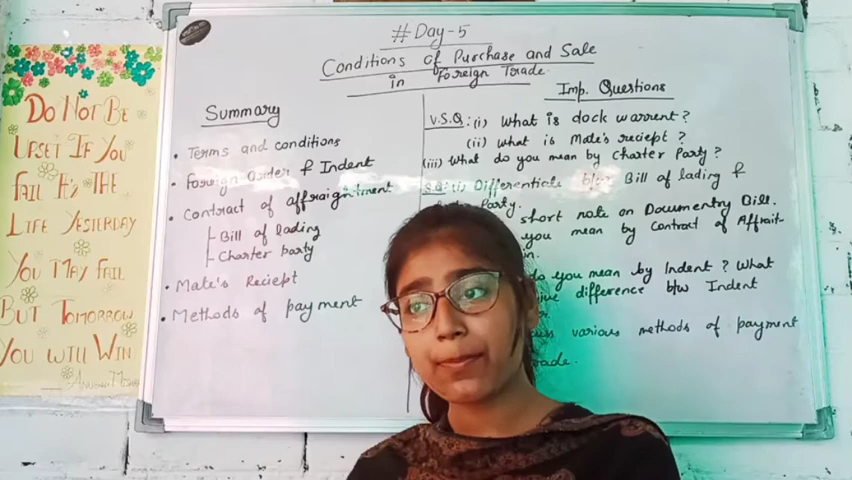 #Day-5
Conditions of Purchase and Sale
in Foreign Trade.
DO NOT BE
UPSET IF YOU
FAIL IT'S THE
LIFE YESTERDAY
YOU MAY FAIL
BUT TOMORROW
YOU WILL WIN
Summary
• Terms and conditions
• Foreign order & Indent
• Contract of affraighment
Bill of lading
Charter party
• Mate's Reciept
• Methods of payment
Imp. Questions
V.S.Q: (i) What is dock warrent?
(ii) What is Mate's reciept?
(iii) What do you mean by Charter Party?
(i) Differentials b/w Bill of lading &
Party.
short note on Documentry Bill.
you mean by Contract of Affrait-
do you mean by Indent? What
difference b/w Indent
various methods of payment